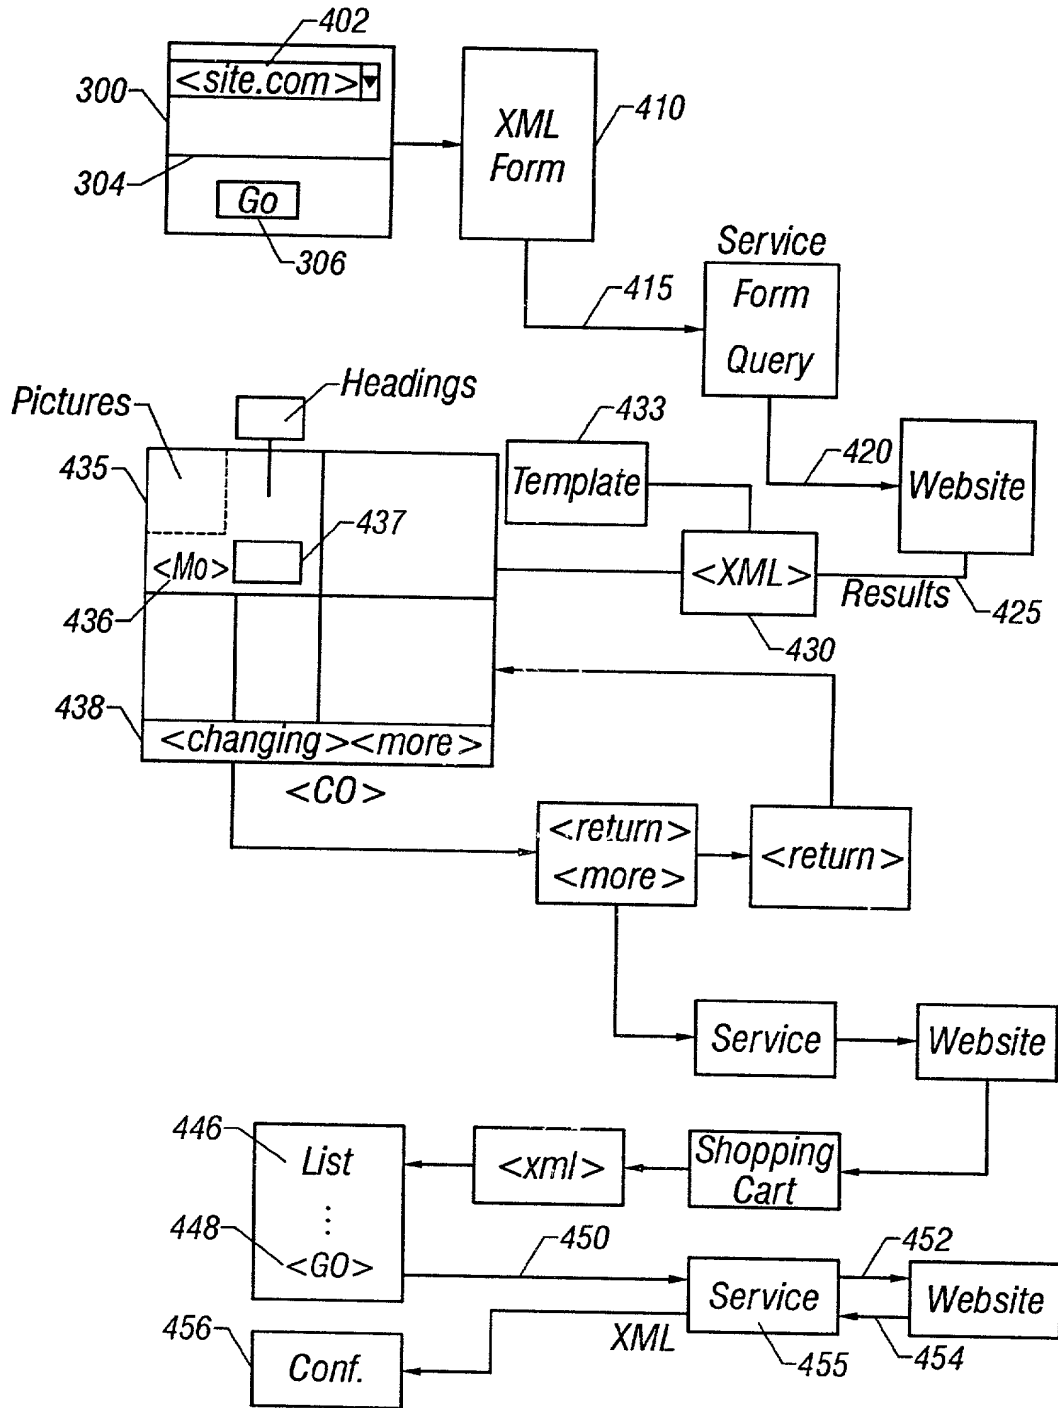 402
<site.com>
300
XML
Form
410
304
Go
306
Service
415
Form
Query
Headings
Pictures
433
435
Template
420
Website
437
<Mo>
<XML>
Results
425
436
430
438
<changing><more>
<CO>
<return>
<more>
<return>
Service
Website
446
List
⋮
<xml>
Shopping
Cart
448
<GO>
450
452
Service
Website
XML
455
454
456
Conf.